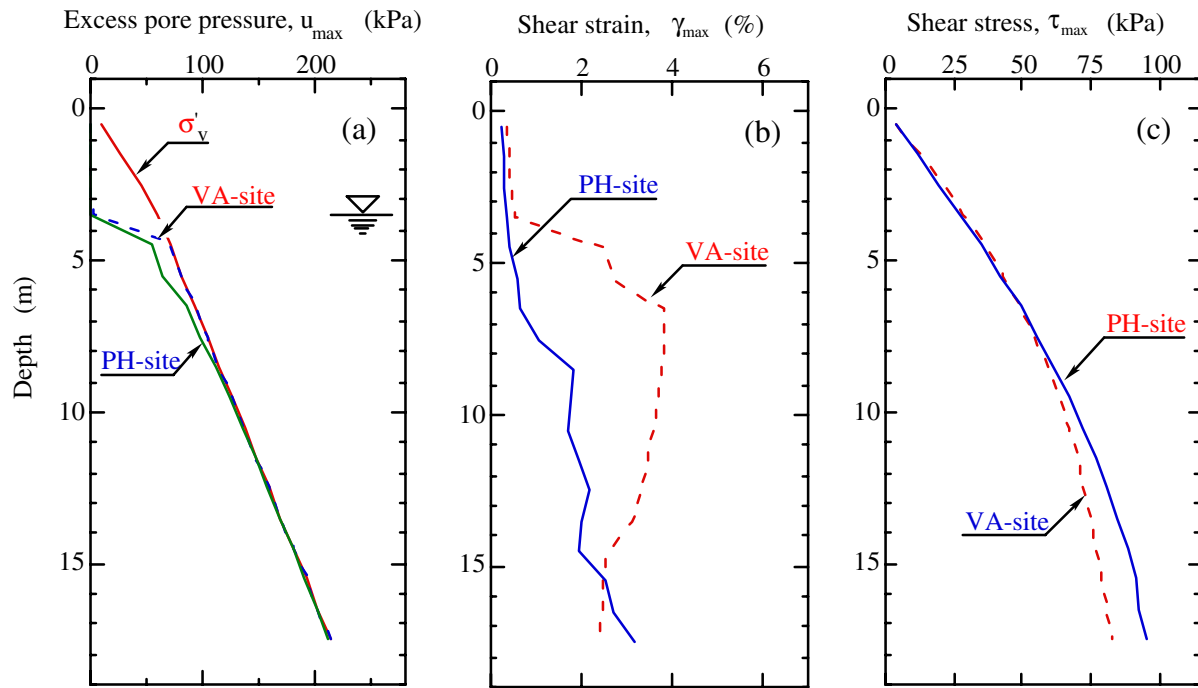 Excess pore pressure, u_max (kPa)
0 100 200
0
5
10
15
Depth (m)
(a)
σ'_v
VA-site
PH-site
Shear strain, γ_max (%)
0 2 4 6
0
5
10
15
(b)
PH-site
VA-site
Shear stress, τ_max (kPa)
0 25 50 75 100
0
5
10
15
(c)
PH-site
VA-site